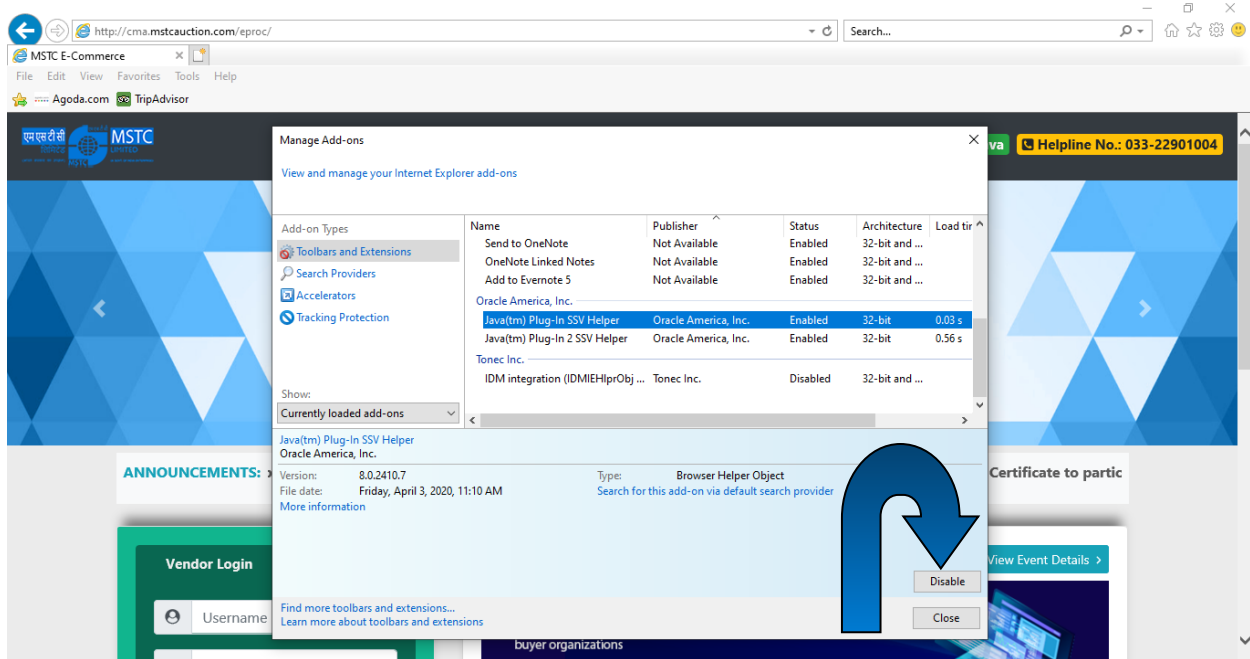 http://cma.mstcauction.com/eproc/
Search...
MSTC E-Commerce
File Edit View Favorites Tools Help
Agoda.com TripAdvisor
एम एस टी सी MSTC
va Helpline No.: 033-22901004
Manage Add-ons
View and manage your Internet Explorer add-ons
Add-on Types
Toolbars and Extensions
Search Providers
Accelerators
Tracking Protection
Show:
Currently loaded add-ons
Name Publisher Status Architecture Load tir
Send to OneNote Not Available Enabled 32-bit and ...
OneNote Linked Notes Not Available Enabled 32-bit and ...
Add to Evernote 5 Not Available Enabled 32-bit and ...
Oracle America, Inc.
Java(tm) Plug-In SSV Helper Oracle America, Inc. Enabled 32-bit 0.03 s
Java(tm) Plug-In 2 SSV Helper Oracle America, Inc. Enabled 32-bit 0.56 s
Tonec Inc.
IDM integration (IDMIEHlprObj ... Tonec Inc. Disabled 32-bit and ...
Java(tm) Plug-In SSV Helper
Oracle America, Inc.
Version: 8.0.2410.7 Type: Browser Helper Object
File date: Friday, April 3, 2020, 11:10 AM Search for this add-on via default search provider
More information
Disable
Find more toolbars and extensions...
Learn more about toolbars and extensions
Close
ANNOUNCEMENTS: Certificate to partic
Vendor Login
View Event Details
Username
buyer organizations